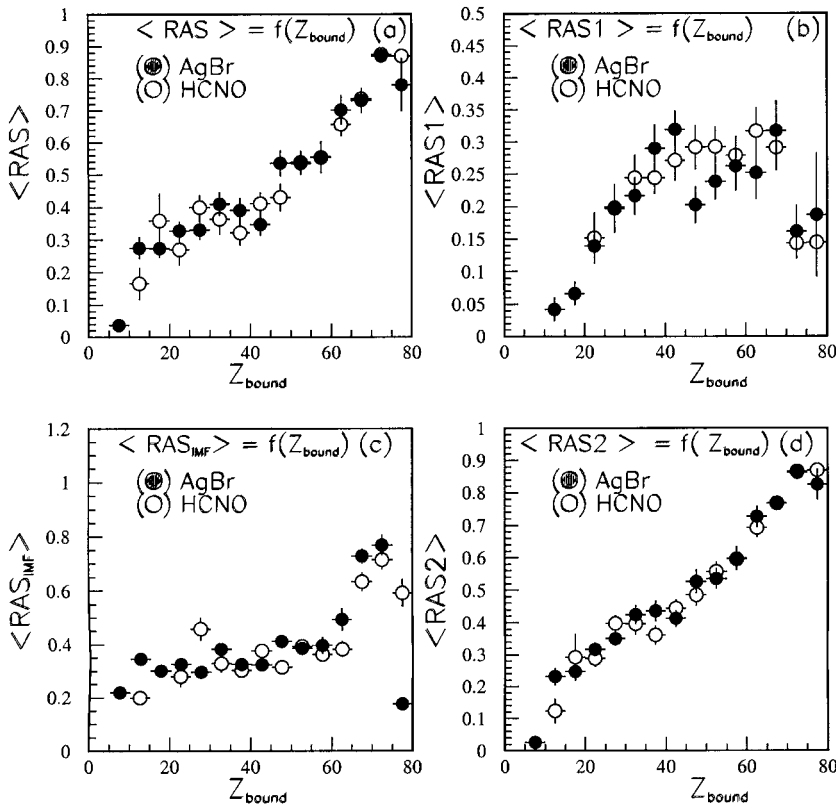 < RAS > = f(Z_bound) (a)
(●) AgBr
(○) HCNO
<RAS>
1
0.9
0.8
0.7
0.6
0.5
0.4
0.3
0.2
0.1
0
0 20 40 60 80
Z_bound
< RAS1 > = f(Z_bound) (b)
(●) AgBr
(○) HCNO
<RAS1>
0.5
0.45
0.4
0.35
0.3
0.25
0.2
0.15
0.1
0.05
0
0 20 40 60 80
Z_bound
< RAS_IMF > = f(Z_bound) (c)
(●) AgBr
(○) HCNO
<RAS_IMF>
1.2
1
0.8
0.6
0.4
0.2
0
0 20 40 60 80
Z_bound
< RAS2 > = f(Z_bound) (d)
(●) AgBr
(○) HCNO
<RAS2>
1
0.9
0.8
0.7
0.6
0.5
0.4
0.3
0.2
0.1
0
0 20 40 60 80
Z_bound